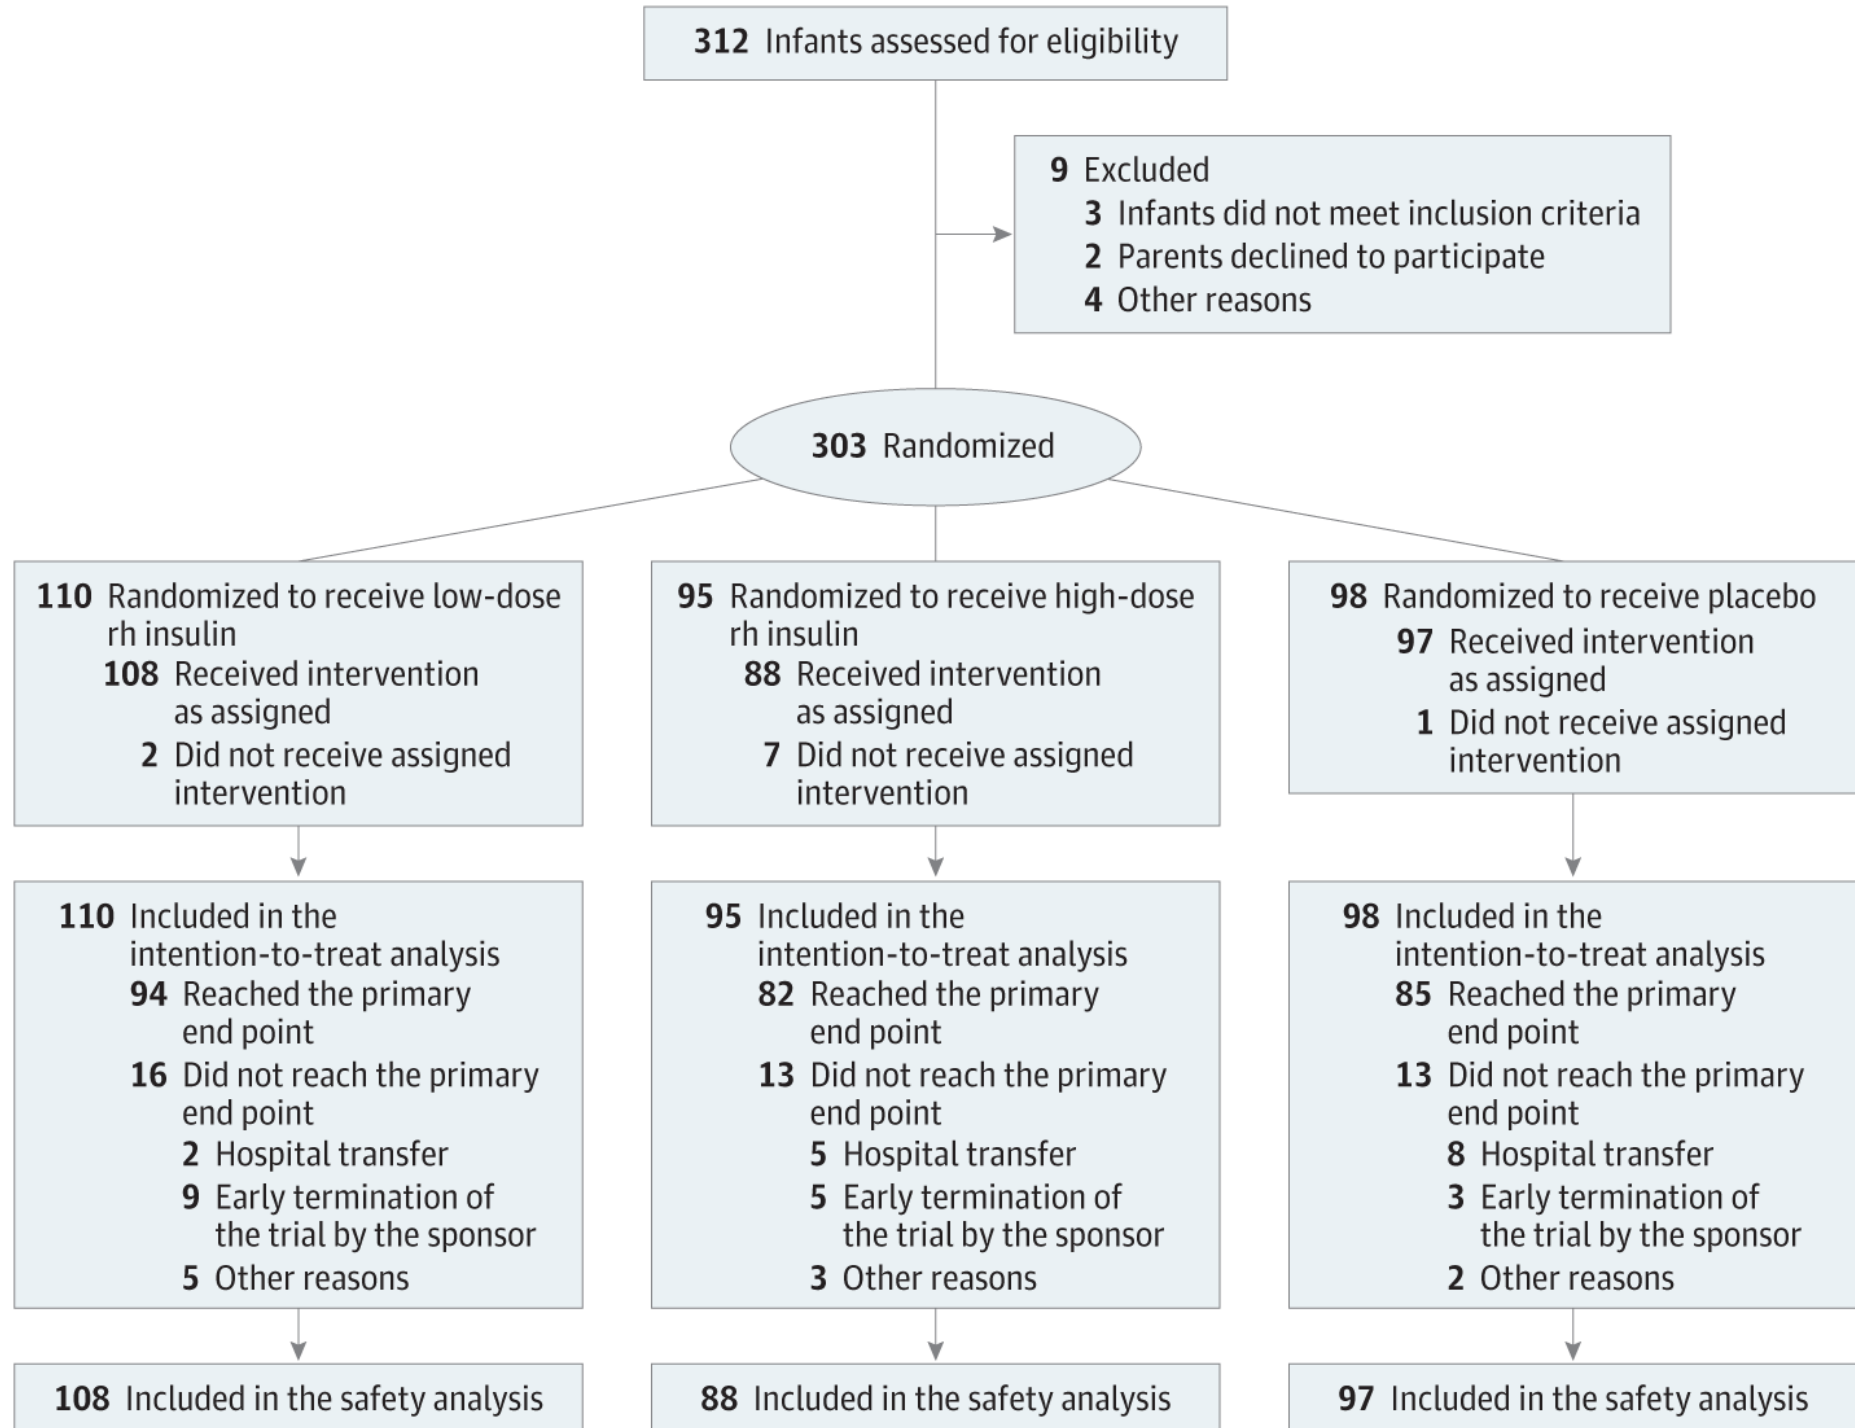 312 Infants assessed for eligibility
9 Excluded
3 Infants did not meet inclusion criteria
2 Parents declined to participate
4 Other reasons
303 Randomized
110 Randomized to receive low-dose
rh insulin
108 Received intervention
as assigned
2 Did not receive assigned
intervention
95 Randomized to receive high-dose
rh insulin
88 Received intervention
as assigned
7 Did not receive assigned
intervention
98 Randomized to receive placebo
97 Received intervention
as assigned
1 Did not receive assigned
intervention
110 Included in the
intention-to-treat analysis
94 Reached the primary
end point
16 Did not reach the primary
end point
2 Hospital transfer
9 Early termination of
the trial by the sponsor
5 Other reasons
95 Included in the
intention-to-treat analysis
82 Reached the primary
end point
13 Did not reach the primary
end point
5 Hospital transfer
5 Early termination of
the trial by the sponsor
3 Other reasons
98 Included in the
intention-to-treat analysis
85 Reached the primary
end point
13 Did not reach the primary
end point
8 Hospital transfer
3 Early termination of
the trial by the sponsor
2 Other reasons
108 Included in the safety analysis
88 Included in the safety analysis
97 Included in the safety analysis